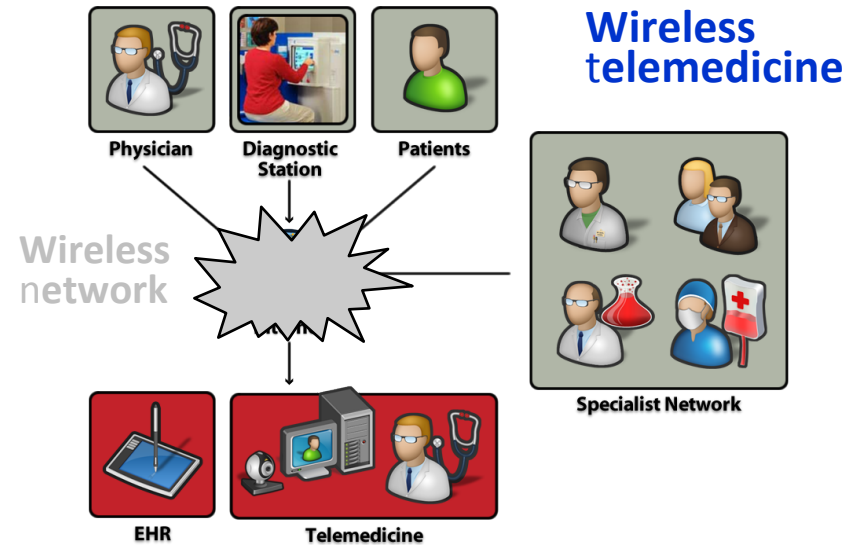 Wireless
telemedicine
Physician
Diagnostic
Station
Patients
Wireless
network
Specialist Network
EHR
Telemedicine